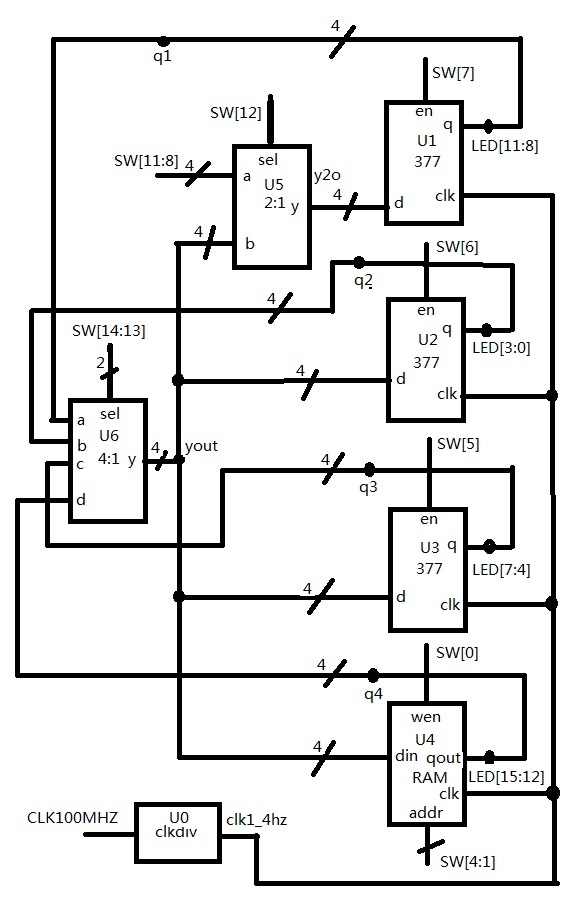 4
q1
SW[7]
en
q
U1
377
LED[11:8]
clk
d
SW[12]
sel
SW[11:8]
4
a
U5
2:1
y
y2o
4
4
b
SW[6]
q2
en
q
U2
377
LED[3:0]
4
d
clk
4
SW[14:13]
2
sel
U6
a
b
c
4:1
y
d
4
yout
SW[5]
4
q3
en
U3
q
377
LED[7:4]
4
d
clk
SW[0]
4
q4
wen
U4
4
din
qout
RAM
LED[15:12]
clk
addr
SW[4:1]
CLK100MHZ
U0
clkdiv
clk1_4hz